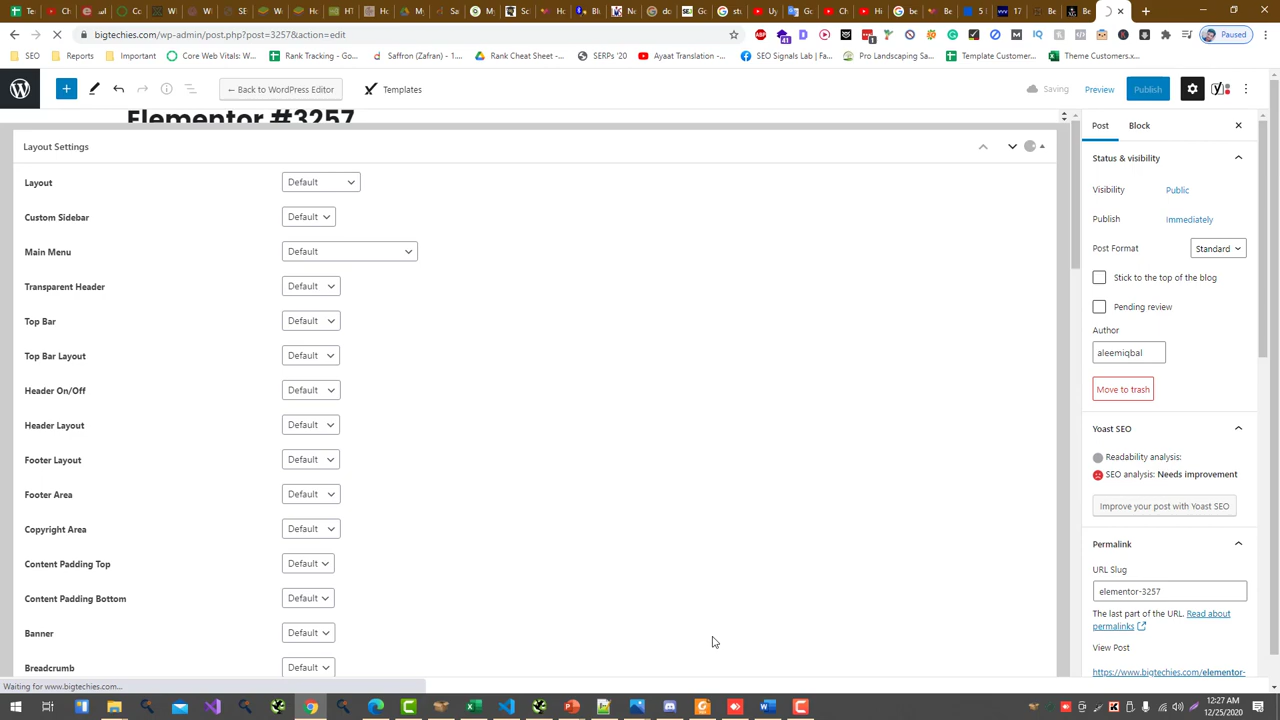 bigtechies.com/wp-admin/post.php?post=3257&action=edit
Paused
SEO
Reporting
Important
Core Web Vitals: W...
Rank Tracking - Go...
Saffron (Zafran) - 1....
Rank Cheat Sheet -...
SERPs '20
Ayaat Translation -...
SEO Signals Lab | Fa...
Pro Landscaping Sa...
Template Customer...
Theme Customers.x...
← Back to WordPress Editor
Templates
Saving
Preview
Publish
Elementor #3257
Layout Settings
Layout
Default
Custom Sidebar
Default
Main Menu
Default
Transparent Header
Default
Top Bar
Default
Top Bar Layout
Default
Header On/Off
Default
Header Layout
Default
Footer Layout
Default
Footer Area
Default
Copyright Area
Default
Content Padding Top
Default
Content Padding Bottom
Default
Banner
Default
Breadcrumb
Default
Post
Block
Status & visibility
Visibility
Public
Publish
Immediately
Post Format
Standard
Stick to the top of the blog
Pending review
Author
aleemiqbal
Move to trash
Yoast SEO
Readability analysis:
SEO analysis: Needs improvement
Improve your post with Yoast SEO
Permalink
URL Slug
elementor-3257
The last part of the URL. Read about
permalinks
View Post
https://www.bigtechies.com/elementor-
Waiting for www.bigtechies.com...
12:27 AM
12/25/2020